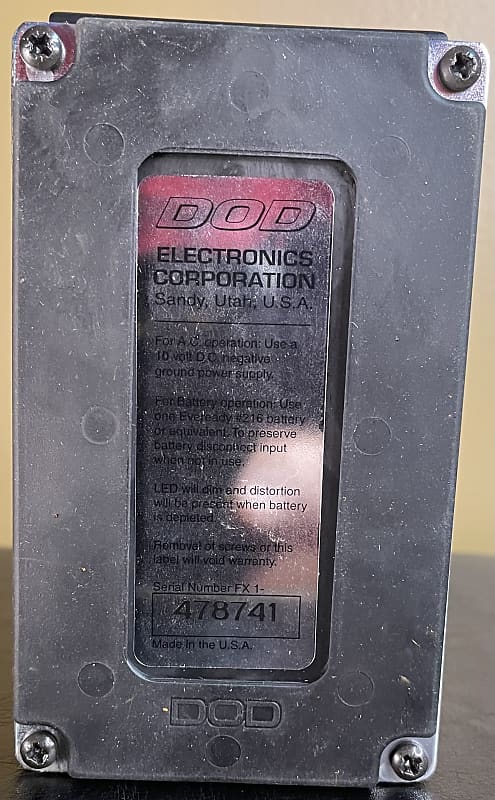 DOD
ELECTRONICS
CORPORATION
Sandy, Utah, U.S.A.
For A.C. operation: Use a
10 volt D.C. negative
ground power supply.
For Battery operation: Use
one Eveready #216 battery
or equivalent. To preserve
battery disconnect input
when not in use.
LED will dim and distortion
will be present when battery
is depleted.
Removal of screws or this
label will void warranty.
Serial Number FX 1-
478741
Made in the U.S.A.
DOD